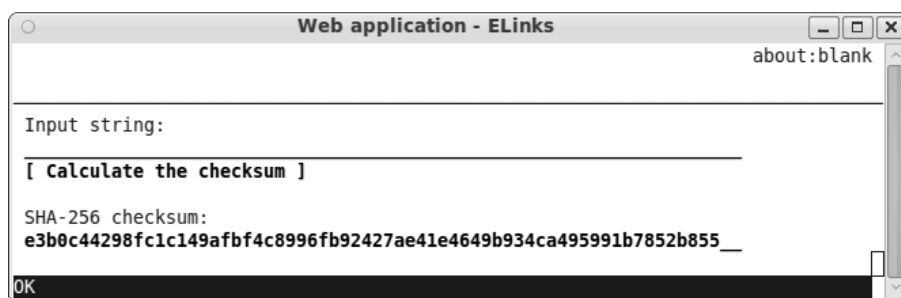 Web application - ELinks
about:blank
Input string:
[ Calculate the checksum ]
SHA-256 checksum:
e3b0c44298fc1c149afbf4c8996fb92427ae41e4649b934ca495991b7852b855__
OK